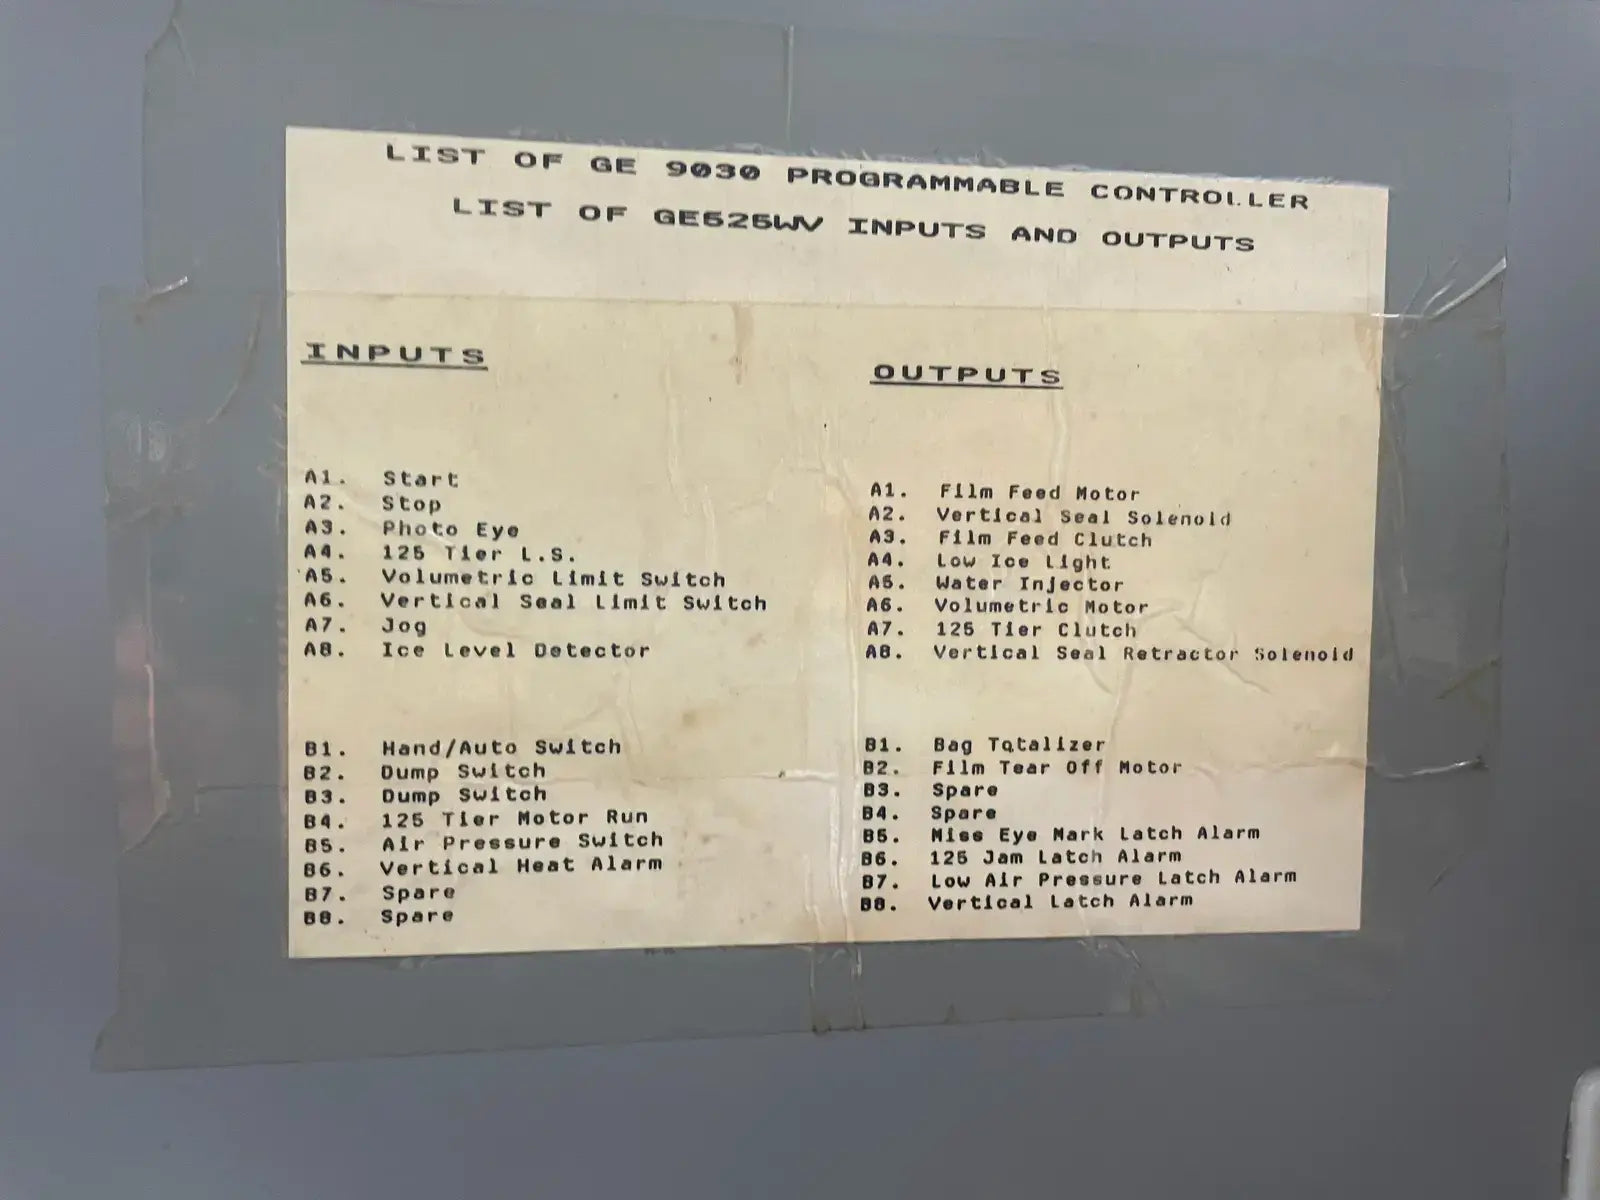 LIST OF GE 9030 PROGRAMMABLE CONTROLLER
LIST OF GE525WV INPUTS AND OUTPUTS
INPUTS
A1. Start
A2. Stop
A3. Photo Eye
A4. 125 Tier L.S.
A5. Volumetric Limit Switch
A6. Vertical Seal Limit Switch
A7. Jog
A8. Ice Level Detector
B1. Hand/Auto Switch
B2. Dump Switch
B3. Dump Switch
B4. 125 Tier Motor Run
B5. Air Pressure Switch
B6. Vertical Heat Alarm
B7. Spare
B8. Spare
OUTPUTS
A1. Film Feed Motor
A2. Vertical Seal Solenoid
A3. Film Feed Clutch
A4. Low Ice Light
A5. Water Injector
A6. Volumetric Motor
A7. 125 Tier Clutch
A8. Vertical Seal Retractor Solenoid
B1. Bag Totalizer
B2. Film Tear Off Motor
B3. Spare
B4. Spare
B5. Miss Eye Mark Latch Alarm
B6. 125 Jam Latch Alarm
B7. Low Air Pressure Latch Alarm
B8. Vertical Latch Alarm